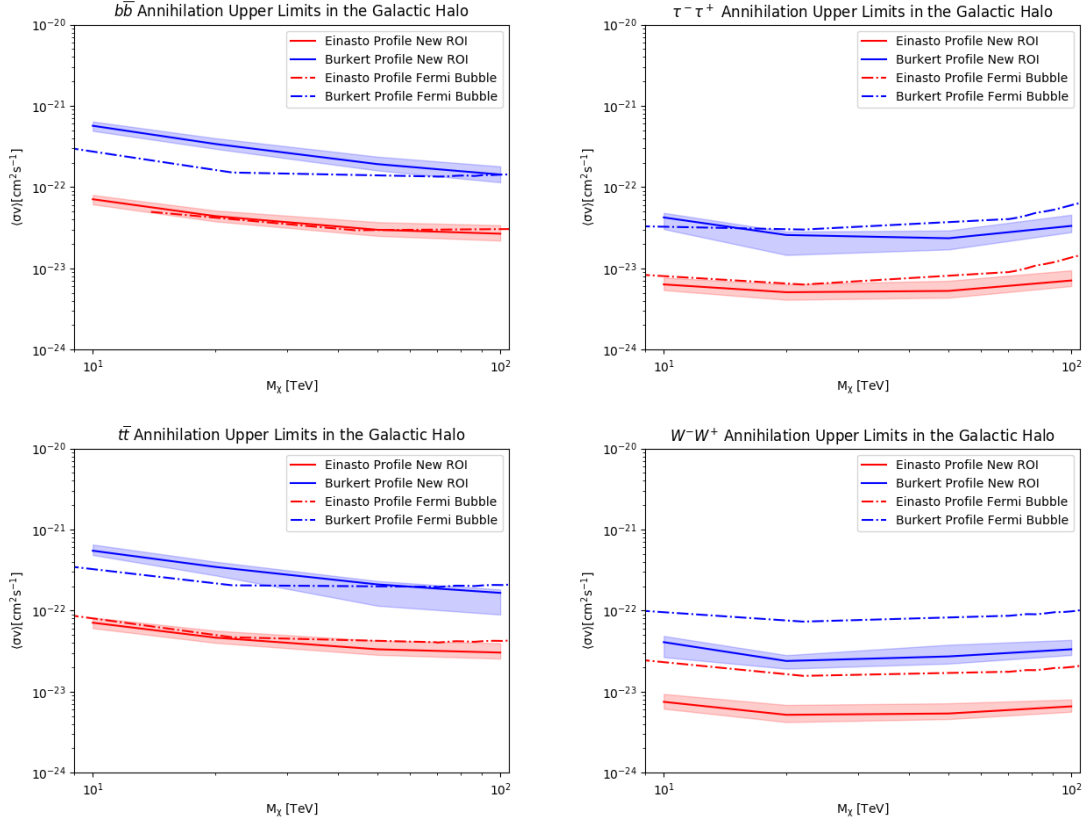 bb̅ Annihilation Upper Limits in the Galactic Halo
10⁻²⁰
10⁻²¹
10⁻²²
10⁻²³
10⁻²⁴
⟨σv⟩[cm²s⁻¹]
Einasto Profile New ROI
Burkert Profile New ROI
Einasto Profile Fermi Bubble
Burkert Profile Fermi Bubble
10¹
10²
Mχ [TeV]
τ⁻τ⁺ Annihilation Upper Limits in the Galactic Halo
10⁻²⁰
10⁻²¹
10⁻²²
10⁻²³
10⁻²⁴
⟨σv⟩[cm²s⁻¹]
Einasto Profile New ROI
Burkert Profile New ROI
Einasto Profile Fermi Bubble
Burkert Profile Fermi Bubble
10¹
10²
Mχ [TeV]
tt̅ Annihilation Upper Limits in the Galactic Halo
10⁻²⁰
10⁻²¹
10⁻²²
10⁻²³
10⁻²⁴
⟨σv⟩[cm²s⁻¹]
Einasto Profile New ROI
Burkert Profile New ROI
Einasto Profile Fermi Bubble
Burkert Profile Fermi Bubble
10¹
10²
Mχ [TeV]
W⁻W⁺ Annihilation Upper Limits in the Galactic Halo
10⁻²⁰
10⁻²¹
10⁻²²
10⁻²³
10⁻²⁴
⟨σv⟩[cm²s⁻¹]
Einasto Profile New ROI
Burkert Profile New ROI
Einasto Profile Fermi Bubble
Burkert Profile Fermi Bubble
10¹
10²
Mχ [TeV]